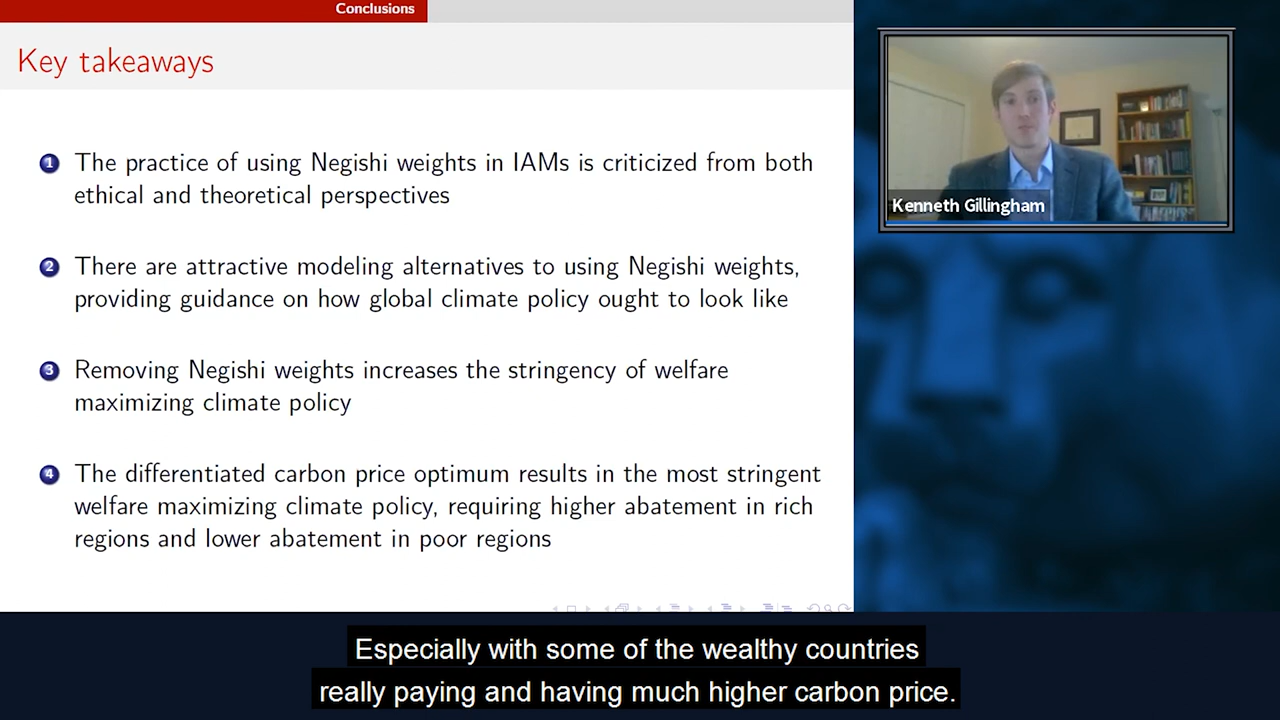 Conclusions
Key takeaways
1 The practice of using Negishi weights in IAMs is criticized from both
ethical and theoretical perspectives
2 There are attractive modeling alternatives to using Negishi weights,
providing guidance on how global climate policy ought to look like
3 Removing Negishi weights increases the stringency of welfare
maximizing climate policy
4 The differentiated carbon price optimum results in the most stringent
welfare maximizing climate policy, requiring higher abatement in rich
regions and lower abatement in poor regions
Kenneth Gillingham
Especially with some of the wealthy countries
really paying and having much higher carbon price.